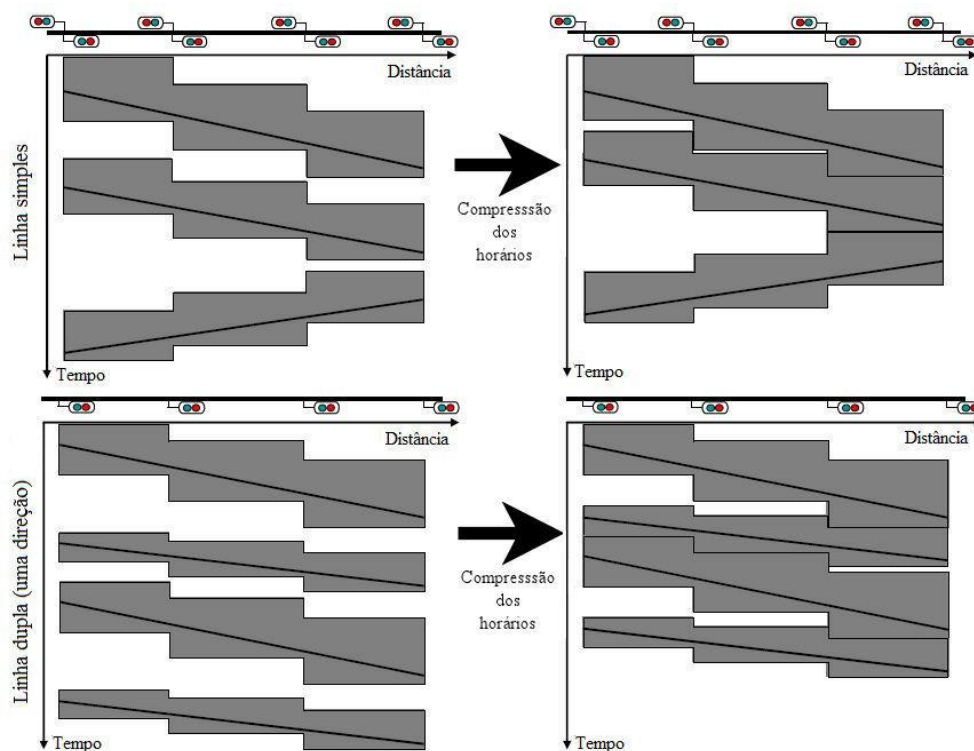 Distância
Linha simples
Compresssão
dos
horários
Tempo
Distância
Tempo
Distância
Linha dupla (uma direção)
Compresssão
dos
horários
Tempo
Distância
Tempo